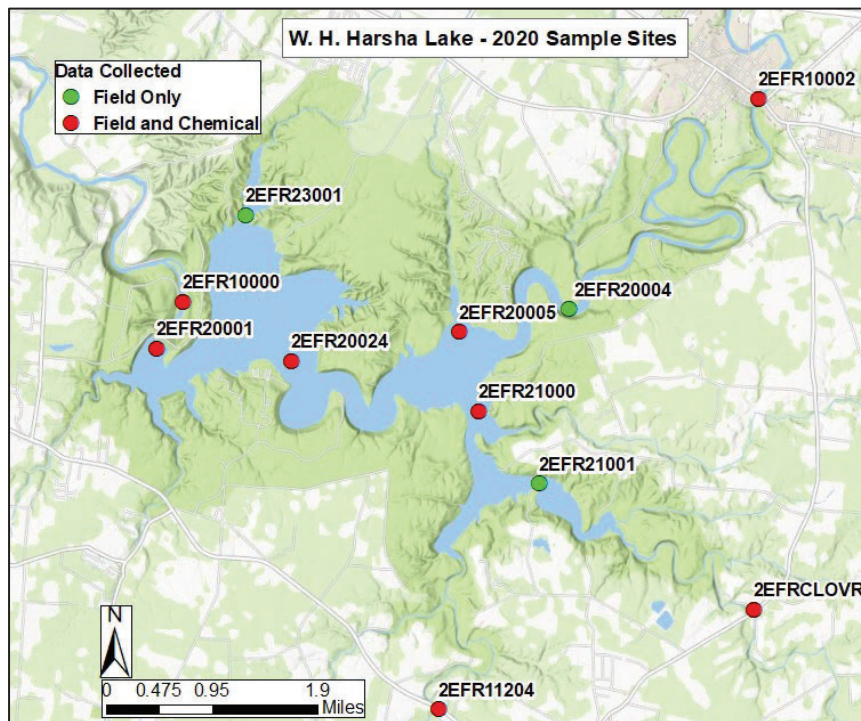 W. H. Harsha Lake - 2020 Sample Sites
Data Collected
Field Only
Field and Chemical
2EFR10002
2EFR23001
2EFR10000
2EFR20004
2EFR20005
2EFR20001
2EFR20024
2EFR21000
2EFR21001
2EFRCLOVR
2EFR11204
N
0 0.475 0.95 1.9
Miles